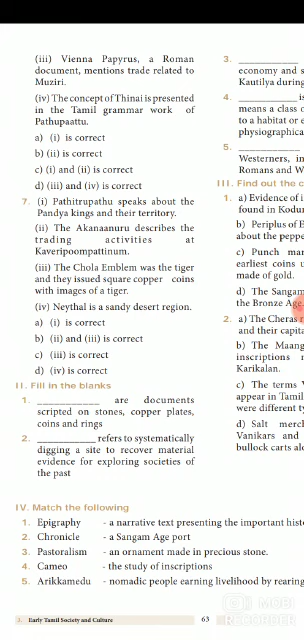 (iii) Vienna Papyrus, a Roman
document, mentions trade related to
Muziri.
(iv) The concept of Thinai is presented
in the Tamil grammar work of
Pathupaattu.
a) (i) is correct
b) (ii) is correct
c) (i) and (ii) is correct
d) (iii) and (iv) is correct
7. (i) Pathitrupathu speaks about the
Pandya kings and their territory.
(ii) The Akanaanuru describes the
trading activities at
Kaveripoompattinum.
(iii) The Chola Emblem was the tiger
and they issued square copper coins
with images of a tiger.
(iv) Neythal is a sandy desert region.
a) (i) is correct
b) (ii) and (iii) is correct
c) (iii) is correct
d) (iv) is correct
II. Fill in the blanks
1. ____________ are documents
scripted on stones, copper plates,
coins and rings
2. ____________ refers to systematically
digging a site to recover material
evidence for exploring societies of
the past
3. ____________
economy and s
Kautilya during
4. ____________ is
means a class o
to a habitat or e
physiographica
5. ____________
Westerners, in
Romans and W
III. Find out the c
1. a) Evidence of i
found in Kodun
b) Periplus of E
about the peppe
c) Punch mar
earliest coins u
made of gold.
d) The Sangam
the Bronze Age.
2. a) The Cheras r
and their capita
b) The Maang
inscriptions m
Karikalan.
c) The terms V
appear in Tamil
were different ty
d) Salt merch
Vanikars and
bullock carts alo
IV. Match the following
1. Epigraphy - a narrative text presenting the important histo
2. Chronicle - a Sangam Age port
3. Pastoralism - an ornament made in precious stone.
4. Cameo - the study of inscriptions
5. Arikkamedu - nomadic people earning livelihood by rearing
3. Early Tamil Society and Culture 63
MOBI
RECORDER